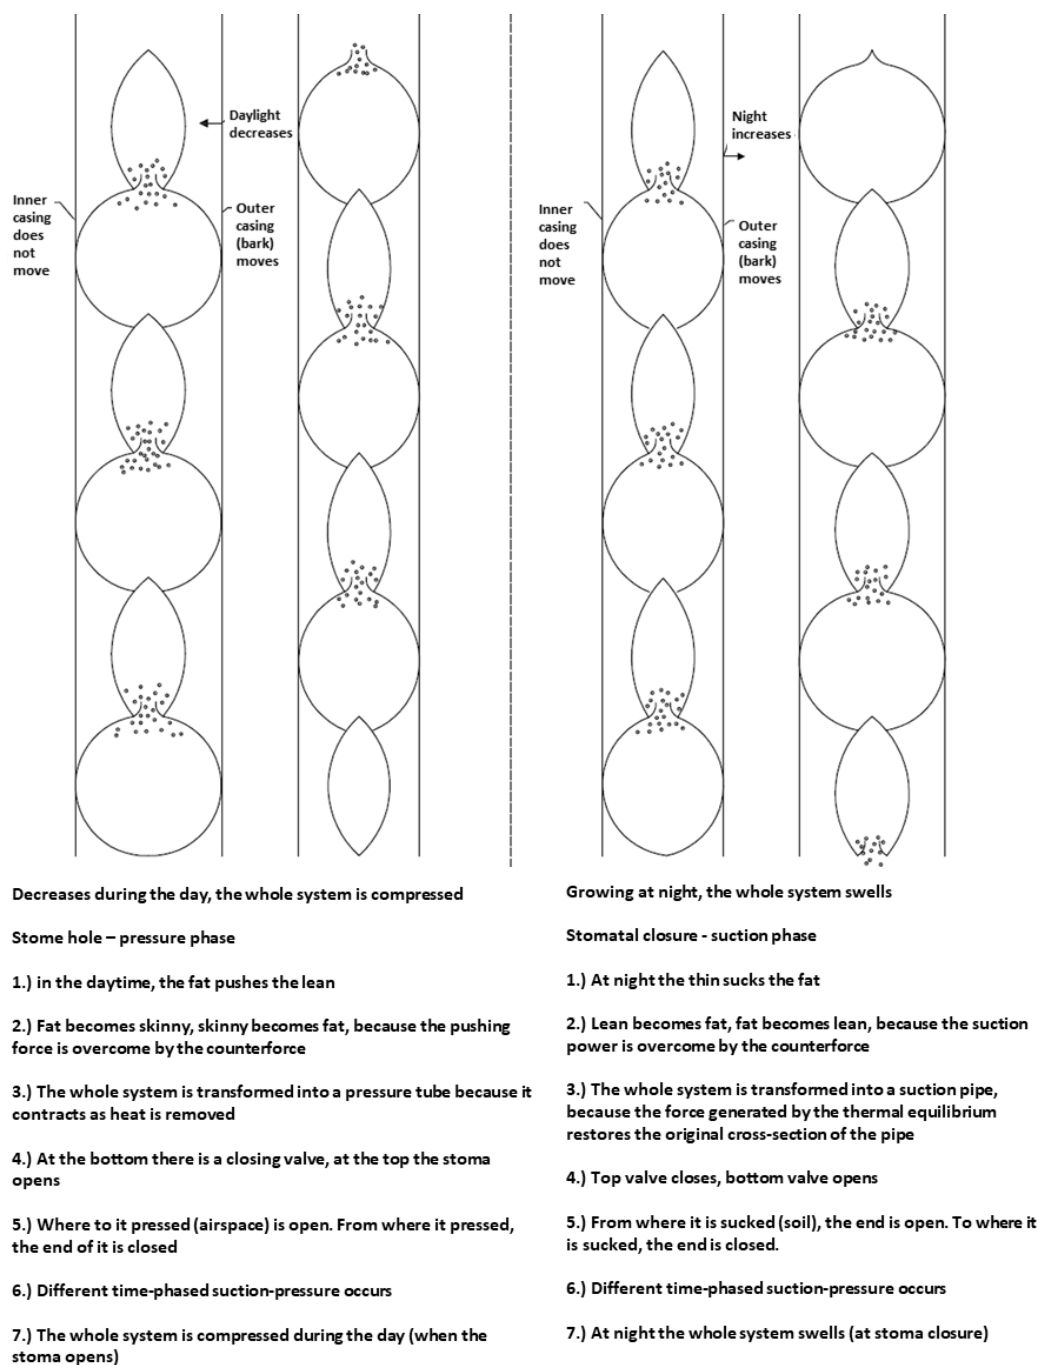 Daylight
decreases
Inner
casing
does
not
move
Outer
casing
(bark)
moves
Night
increases
Inner
casing
does
not
move
Outer
casing
(bark)
moves
Decreases during the day, the whole system is compressed
Stome hole – pressure phase
1.) in the daytime, the fat pushes the lean
2.) Fat becomes skinny, skinny becomes fat, because the pushing
force is overcome by the counterforce
3.) The whole system is transformed into a pressure tube because it
contracts as heat is removed
4.) At the bottom there is a closing valve, at the top the stoma
opens
5.) Where to it pressed (airspace) is open. From where it pressed,
the end of it is closed
6.) Different time-phased suction-pressure occurs
7.) The whole system is compressed during the day (when the
stoma opens)
Growing at night, the whole system swells
Stomatal closure - suction phase
1.) At night the thin sucks the fat
2.) Lean becomes fat, fat becomes lean, because the suction
power is overcome by the counterforce
3.) The whole system is transformed into a suction pipe,
because the force generated by the thermal equilibrium
restores the original cross-section of the pipe
4.) Top valve closes, bottom valve opens
5.) From where it is sucked (soil), the end is open. To where it
is sucked, the end is closed.
6.) Different time-phased suction-pressure occurs
7.) At night the whole system swells (at stoma closure)